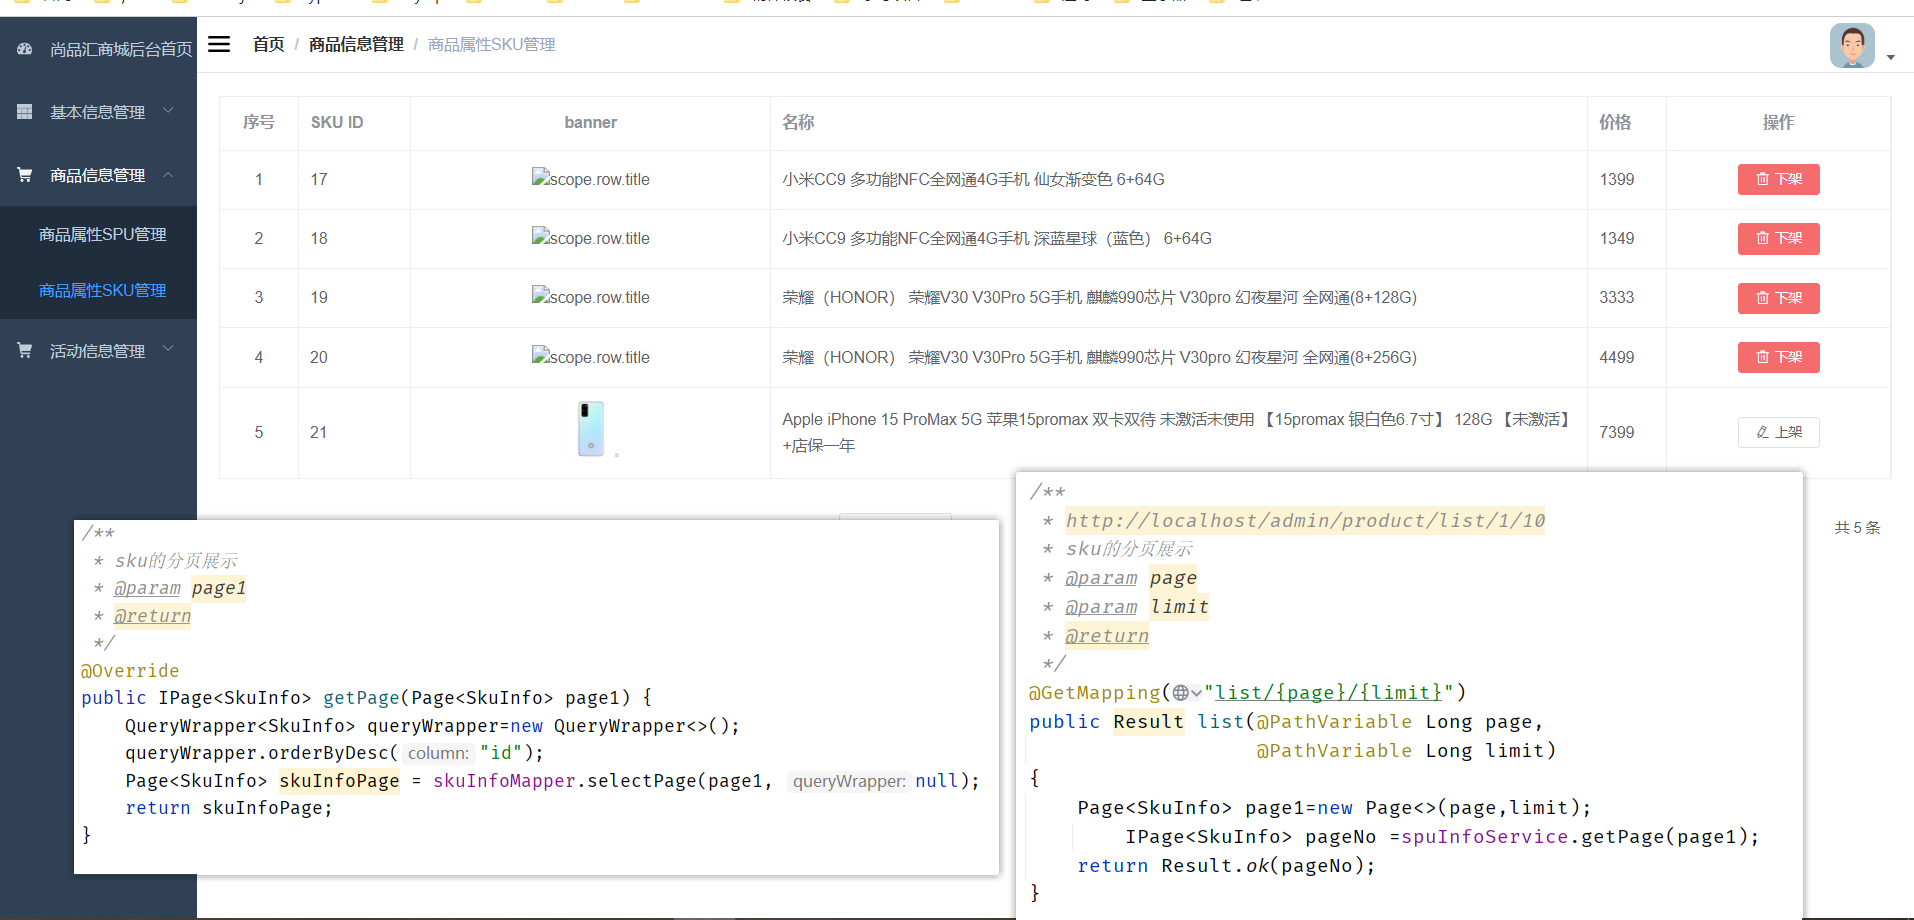 尚品汇商城后台首页
基本信息管理
商品信息管理
商品属性SPU管理
商品属性SKU管理
活动信息管理
首页 / 商品信息管理 / 商品属性SKU管理
序号 SKU ID banner 名称 价格 操作
1 17 scope.row.title 小米CC9 多功能NFC全网通4G手机 仙女渐变色 6+64G 1399 下架
2 18 scope.row.title 小米CC9 多功能NFC全网通4G手机 深蓝星球（蓝色） 6+64G 1349 下架
3 19 scope.row.title 荣耀（HONOR） 荣耀V30 V30Pro 5G手机 麒麟990芯片 V30pro 幻夜星河 全网通(8+128G) 3333 下架
4 20 scope.row.title 荣耀（HONOR） 荣耀V30 V30Pro 5G手机 麒麟990芯片 V30pro 幻夜星河 全网通(8+256G) 4499 下架
5 21 Apple iPhone 15 ProMax 5G 苹果15promax 双卡双待 未激活未使用 【15promax 银白色6.7寸】 128G 【未激活】
+店保一年 7399 上架
共 5 条
/**
* sku的分页展示
* @param page1
* @return
*/
@Override
public IPage<SkuInfo> getPage(Page<SkuInfo> page1) {
QueryWrapper<SkuInfo> queryWrapper=new QueryWrapper<>();
queryWrapper.orderByDesc( column: "id");
Page<SkuInfo> skuInfoPage = skuInfoMapper.selectPage(page1, queryWrapper: null);
return skuInfoPage;
}
/**
* http://localhost/admin/product/list/1/10
* sku的分页展示
* @param page
* @param limit
* @return
*/
@GetMapping("list/{page}/{limit}")
public Result list(@PathVariable Long page,
@PathVariable Long limit)
{
Page<SkuInfo> page1=new Page<>(page,limit);
IPage<SkuInfo> pageNo =spuInfoService.getPage(page1);
return Result.ok(pageNo);
}